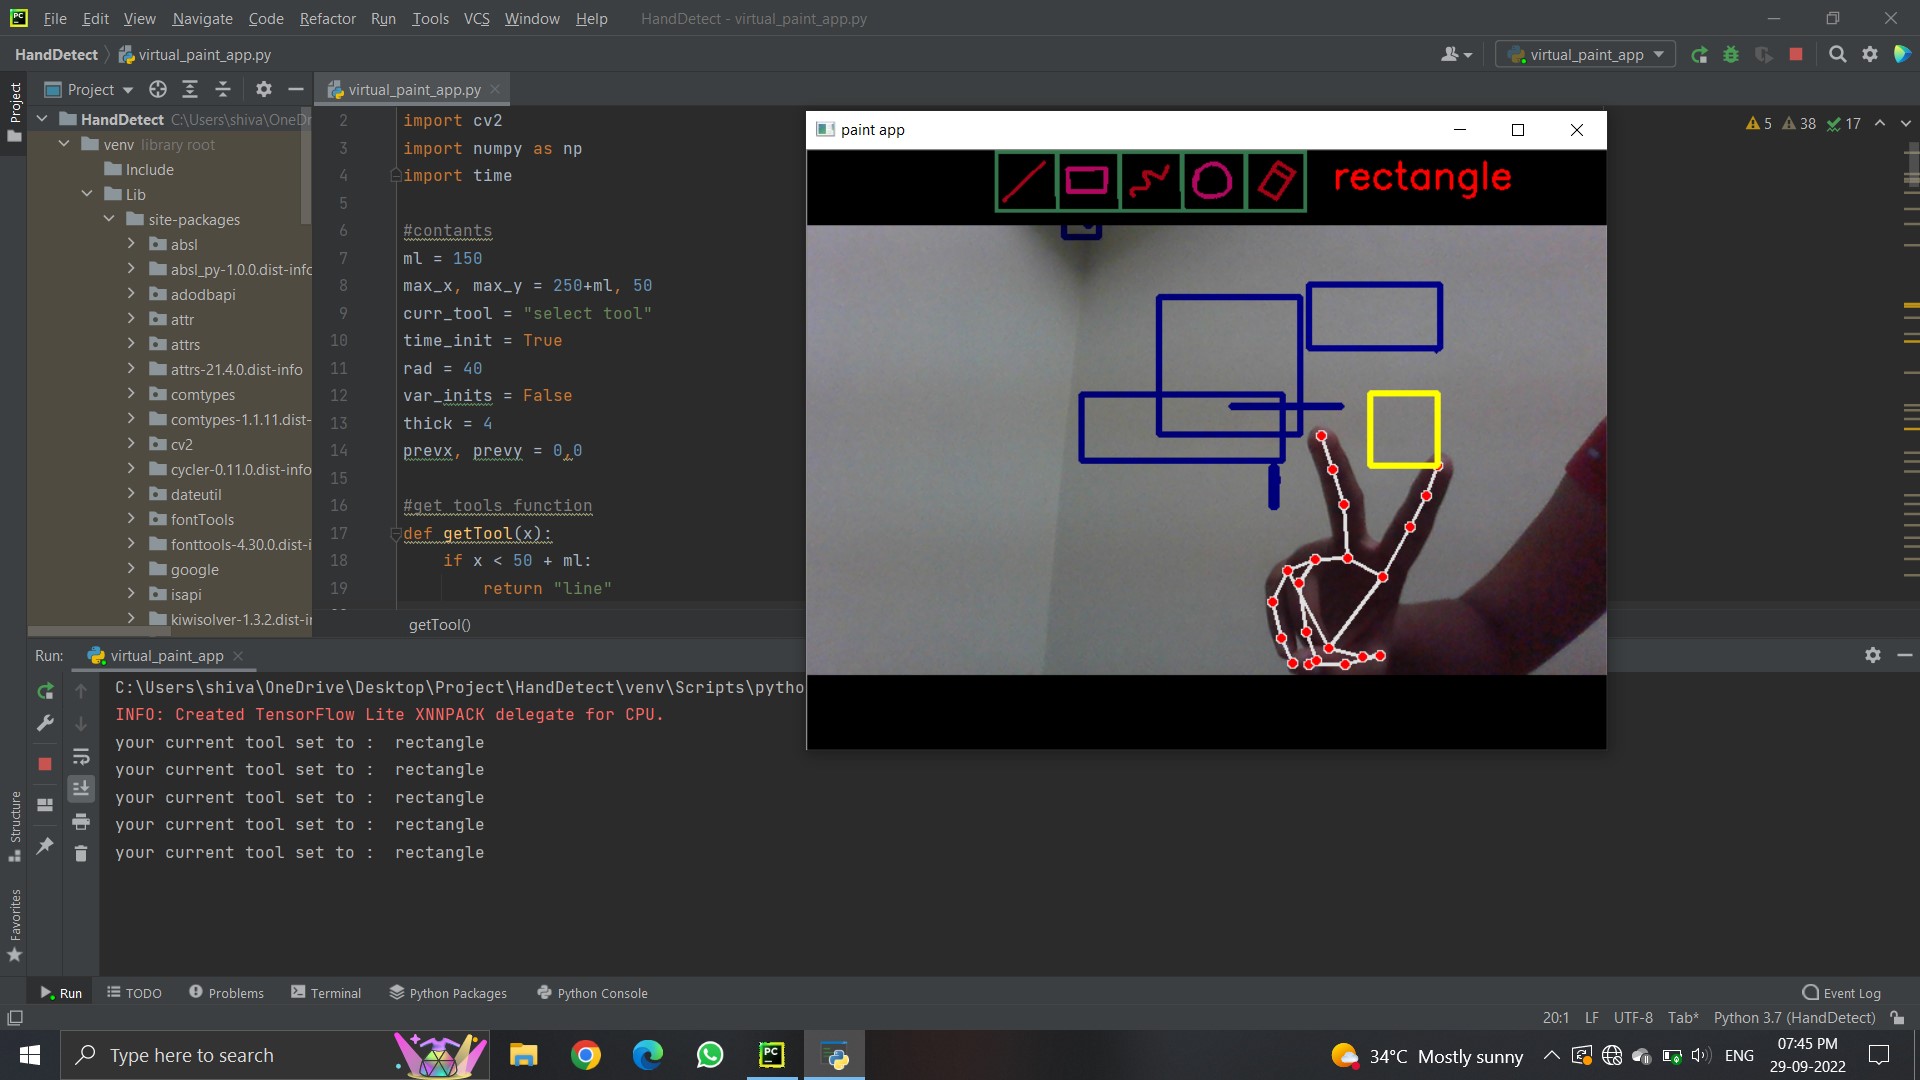 File Edit View Navigate Code Refactor Run Tools VCS Window Help HandDetect - virtual_paint_app.py
HandDetect virtual_paint_app.py virtual_paint_app
Project
Project virtual_paint_app.py
HandDetect C:\Users\shiva\OneDr
venv library root
Include
Lib
site-packages
absl
absl_py-1.0.0.dist-info
adodbapi
attr
attrs
attrs-21.4.0.dist-info
comtypes
comtypes-1.1.11.dist-
cv2
cycler-0.11.0.dist-info
dateutil
fontTools
fonttools-4.30.0.dist-i
google
isapi
kiwisolver-1.3.2.dist-i
2 import cv2
3 import numpy as np
4 import time
5
6 #contants
7 ml = 150
8 max_x, max_y = 250+ml, 50
9 curr_tool = "select tool"
10 time_init = True
11 rad = 40
12 var_inits = False
13 thick = 4
14 prevx, prevy = 0,0
15
16 #get tools function
17 def getTool(x):
18 if x < 50 + ml:
19 return "line"
getTool()
5 38 17
paint app
rectangle
Run: virtual_paint_app
C:\Users\shiva\OneDrive\Desktop\Project\HandDetect\venv\Scripts\pytho
INFO: Created TensorFlow Lite XNNPACK delegate for CPU.
your current tool set to :  rectangle
your current tool set to :  rectangle
your current tool set to :  rectangle
your current tool set to :  rectangle
your current tool set to :  rectangle
Structure
Favorites
Run TODO Problems Terminal Python Packages Python Console Event Log
20:1 LF UTF-8 Tab* Python 3.7 (HandDetect)
Type here to search PC 34°C Mostly sunny ENG 07:45 PM
29-09-2022